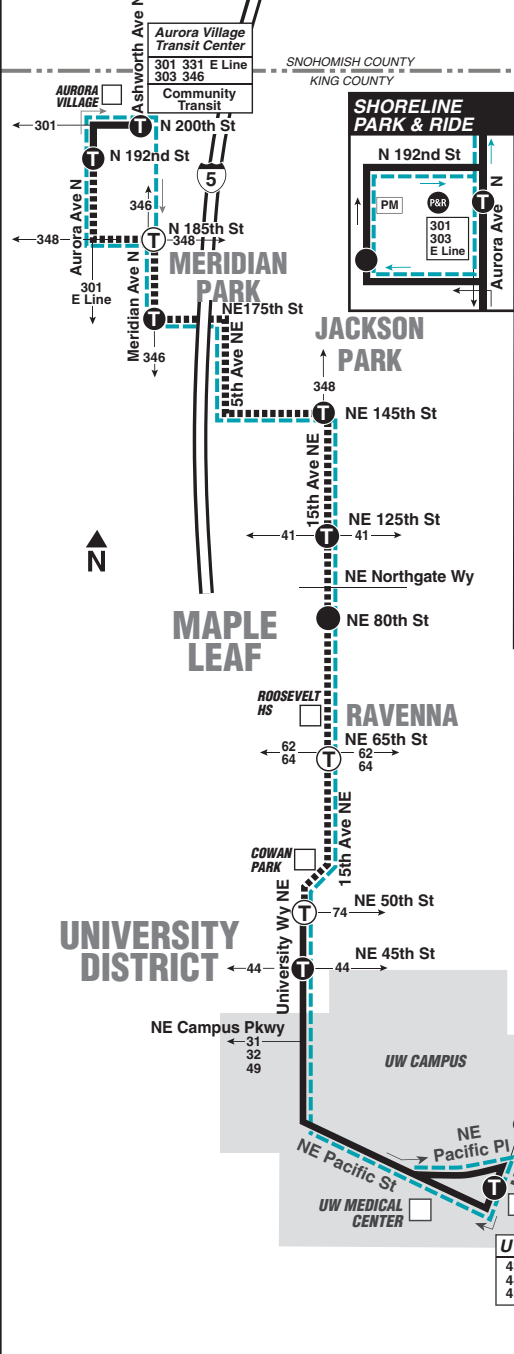 Ashworth Ave N
Aurora Village
Transit Center
301 331 E Line
303 346
Community
Transit
SNOHOMISH COUNTY
KING COUNTY
AURORA
VILLAGE
301
N 200th St
T
N 192nd St
T
5
346
N 185th St
348
T
348
Aurora Ave N
301
E Line
Meridian Ave N
MERIDIAN
PARK
T
346
NE175th St
5th Ave NE
SHORELINE
PARK & RIDE
N 192nd St
PM
P&R
T
301
303
E Line
Aurora Ave N
JACKSON
PARK
348
T
NE 145th St
15th Ave NE
NE 125th St
41
T
41
N
NE Northgate Wy
NE 80th St
MAPLE
LEAF
ROOSEVELT
HS
RAVENNA
NE 65th St
62
64
T
62
64
15th Ave NE
COWAN
PARK
University Wy NE
NE 50th St
T
74
UNIVERSITY
DISTRICT
NE 45th St
44
T
44
NE Campus Pkwy
31
32
49
UW CAMPUS
NE
Pacific Pl
NE Pacific St
T
UW MEDICAL
CENTER
U
4
4
4